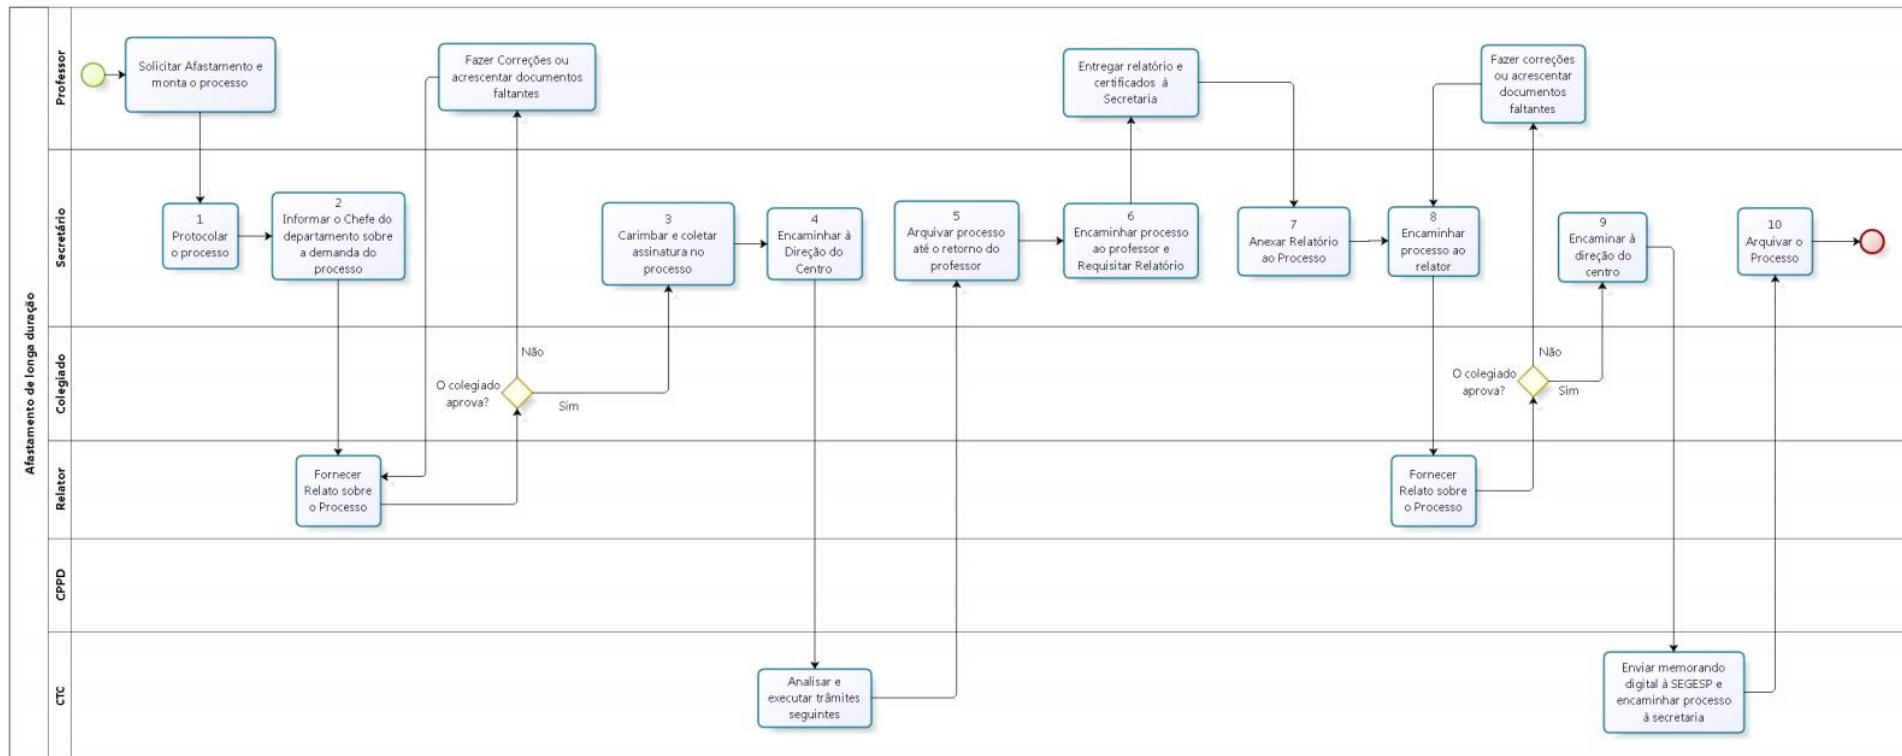 Afastamento de longa duração
Professor
Solicitar Afastamento e
monta o processo
Fazer Correções ou
acrescentar documentos
faltantes
Entregar relatório e
certificados à
Secretaria
Fazer correções
ou acrescentar
documentos
faltantes
Secretário
1
Protocolar
o processo
2
Informar o Chefe do
departamento sobre
a demanda do
processo
3
Carimbar e coletar
assinatura no
processo
4
Encaminhar à
Direção do
Centro
5
Arquivar processo
até o retorno do
professor
6
Encaminhar processo
ao professor e
Requisitar Relatório
7
Anexar Relatório
ao Processo
8
Encaminhar
processo ao
relator
9
Encaminar à
direção do
centro
10
Arquivar o
Processo
Colegiado
O colegiado
aprova?
Não
Sim
O colegiado
aprova?
Não
Sim
Relator
Fornecer
Relato sobre
o Processo
Fornecer
Relato sobre
o Processo
CPPD
CTC
Analisar e
executar trâmites
seguintes
Enviar memorando
digital à SEGESP e
encaminhar processo
à secretaria